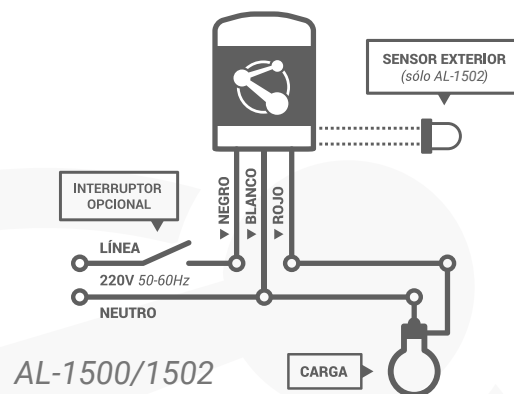 SENSOR EXTERIOR
(sólo AL-1502)
INTERRUPTOR
OPCIONAL
NEGRO
BLANCO
ROJO
LÍNEA
220V 50-60Hz
NEUTRO
AL-1500/1502
CARGA